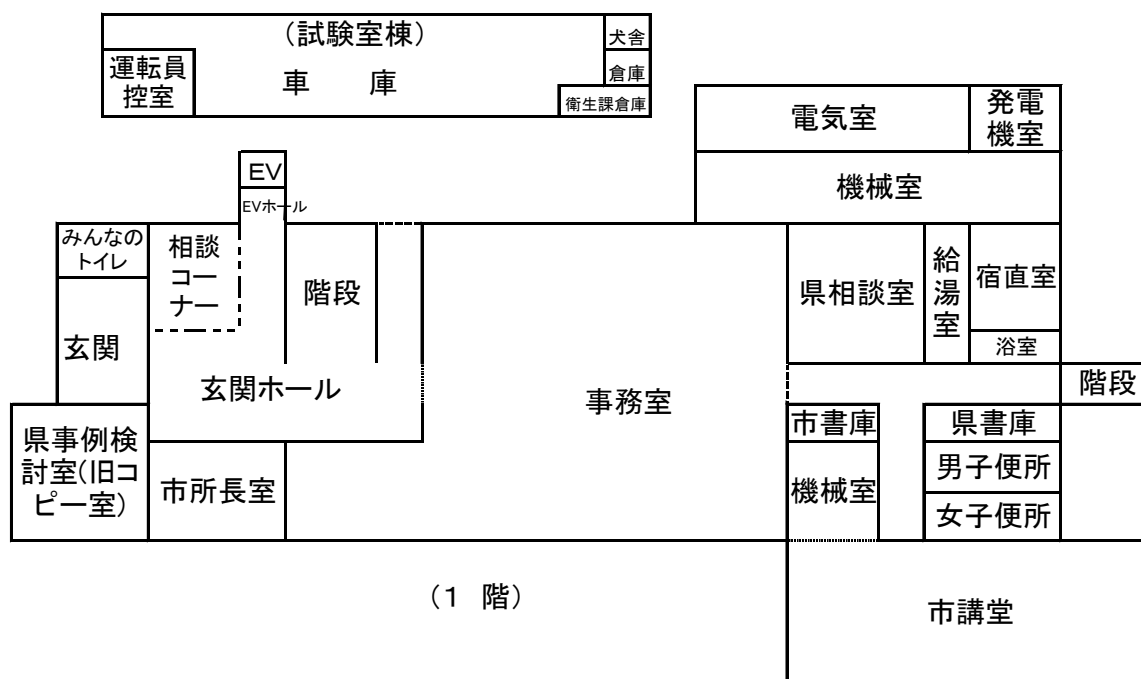 (試験室棟)
犬舎
運転員
控室
車　庫
倉庫
衛生課倉庫
電気室
発電
機室
機械室
EV
EVホール
みんなの
トイレ
相談
コー
ナー
階段
県相談室
給
湯
室
宿直室
浴室
玄関
玄関ホール
事務室
階段
県事例検
討室(旧コ
ピー室)
市所長室
市書庫
機械室
県書庫
男子便所
女子便所
(1　階)
市講堂